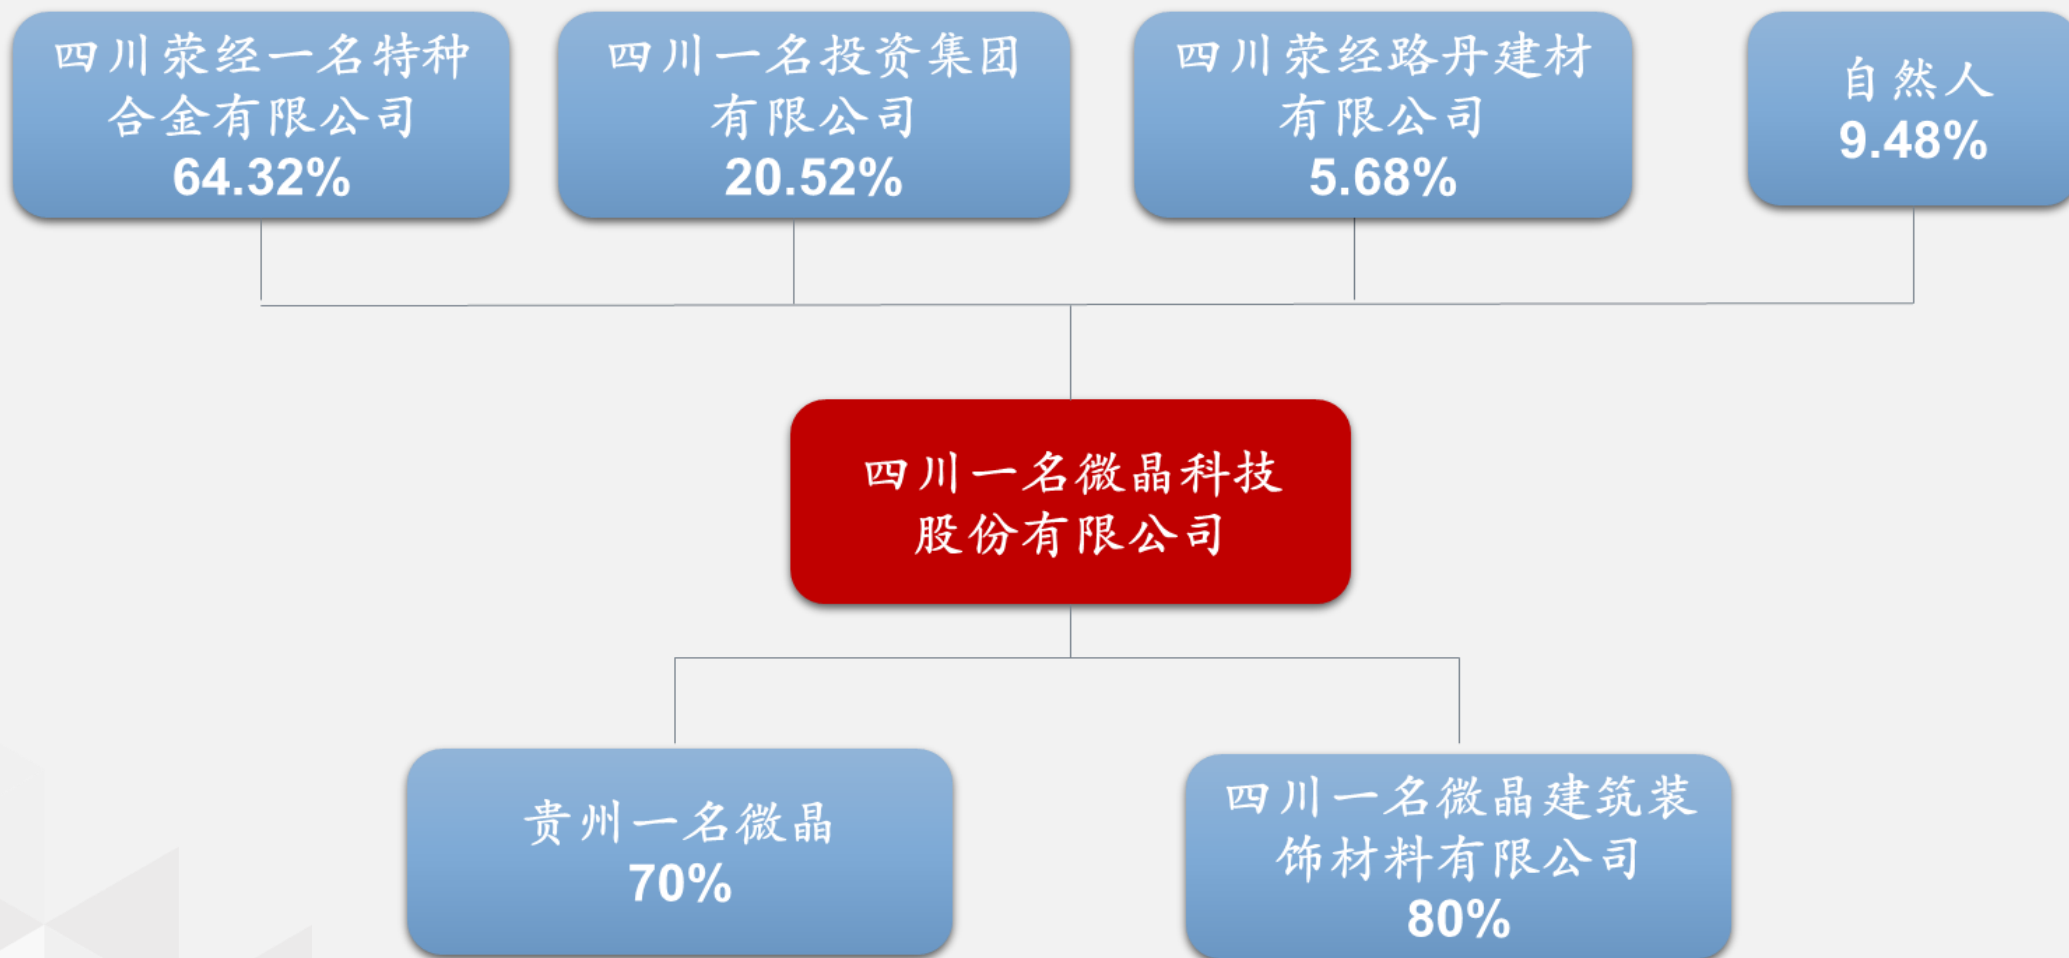 四川荥经一名特种
合金有限公司
64.32%
四川一名投资集团
有限公司
20.52%
四川荥经路丹建材
有限公司
5.68%
自然人
9.48%
四川一名微晶科技
股份有限公司
贵州一名微晶
70%
四川一名微晶建筑装
饰材料有限公司
80%